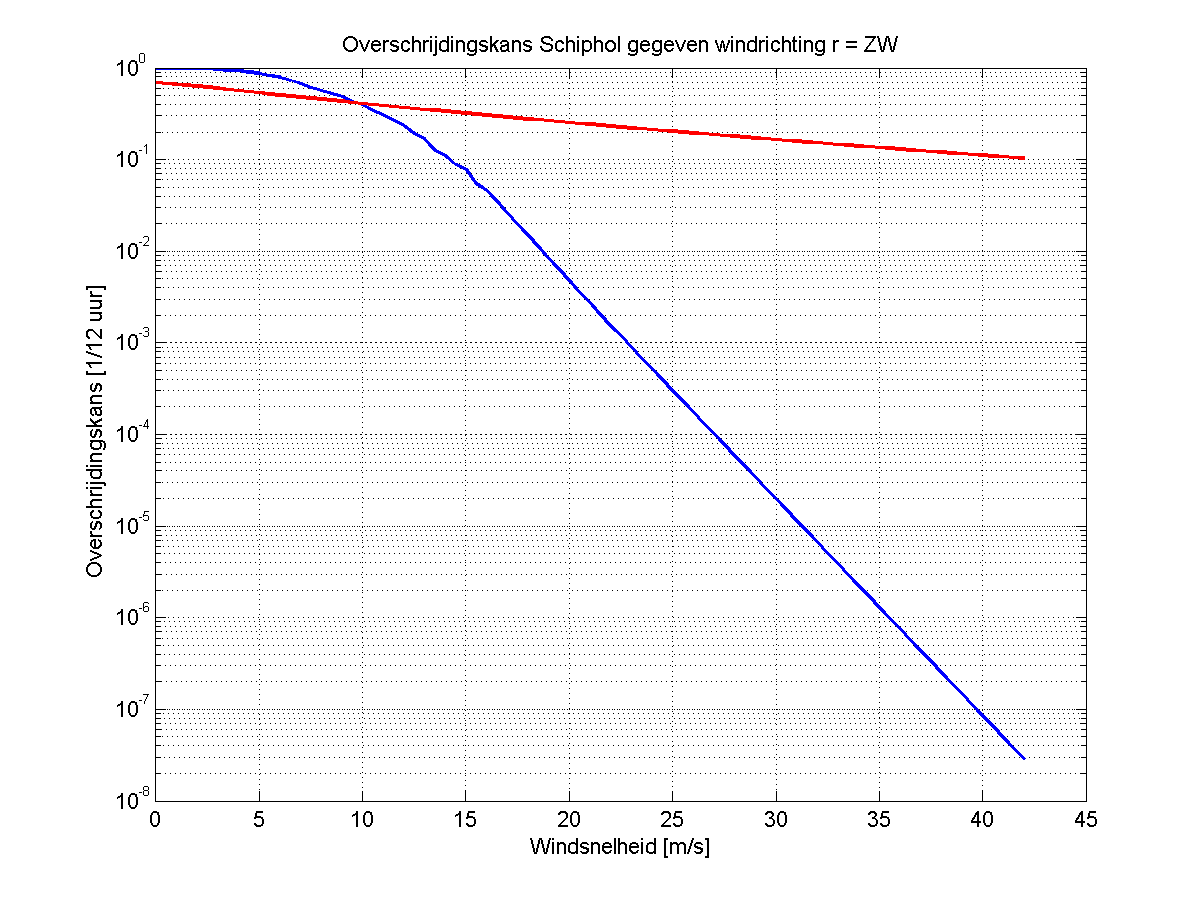 Overschrijdingskans Schiphol gegeven windrichting r = ZW
Overschrijdingskans [1/12 uur]
10^0
10^-1
10^-2
10^-3
10^-4
10^-5
10^-6
10^-7
10^-8
0 5 10 15 20 25 30 35 40 45
Windsnelheid [m/s]